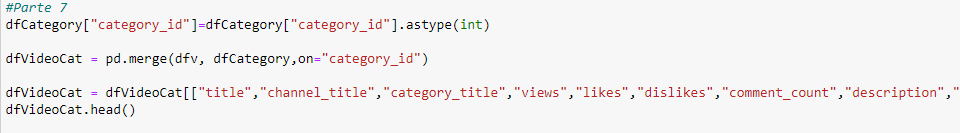 #Parte 7
dfCategory["category_id"]=dfCategory["category_id"].astype(int)
dfVideoCat = pd.merge(dfv, dfCategory,on="category_id")
dfVideoCat = dfVideoCat[["title","channel_title","category_title","views","likes","dislikes","comment_count","description","
dfVideoCat.head()